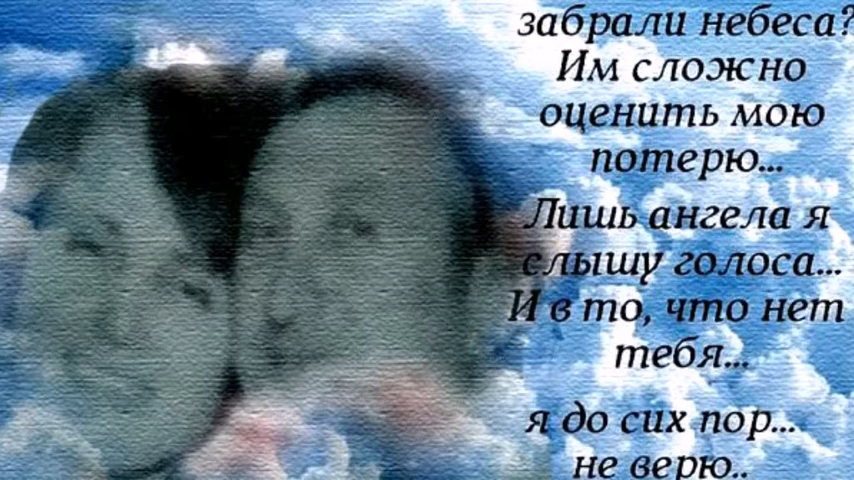 забрали небеса?
Им сложно
оценить мою
потерю...
Лишь ангела я
слышу голоса...
И в то, что нет
тебя...
я до сих пор...
не верю..